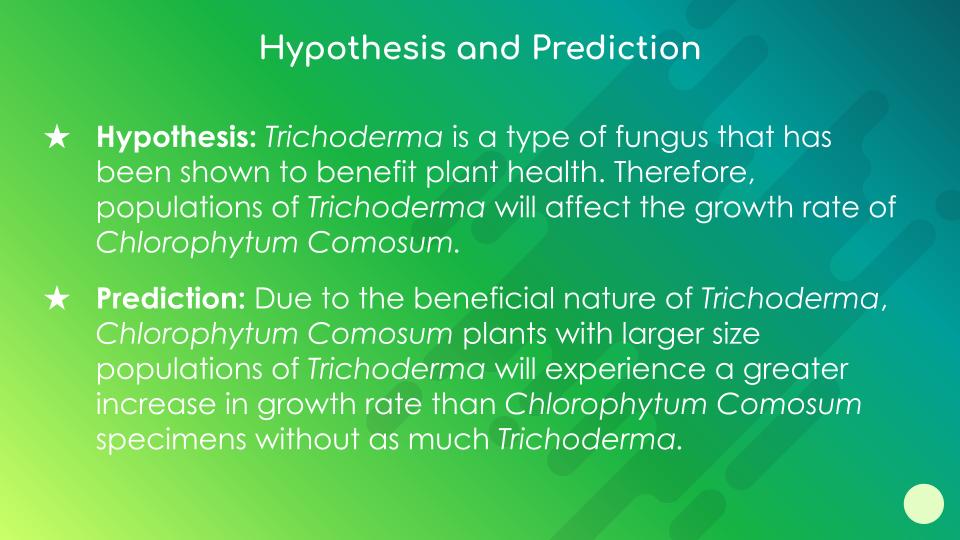 Hypothesis and Prediction
★ Hypothesis: Trichoderma is a type of fungus that has
been shown to benefit plant health. Therefore,
populations of Trichoderma will affect the growth rate of
Chlorophytum Comosum.
★ Prediction: Due to the beneficial nature of Trichoderma,
Chlorophytum Comosum plants with larger size
populations of Trichoderma will experience a greater
increase in growth rate than Chlorophytum Comosum
specimens without as much Trichoderma.